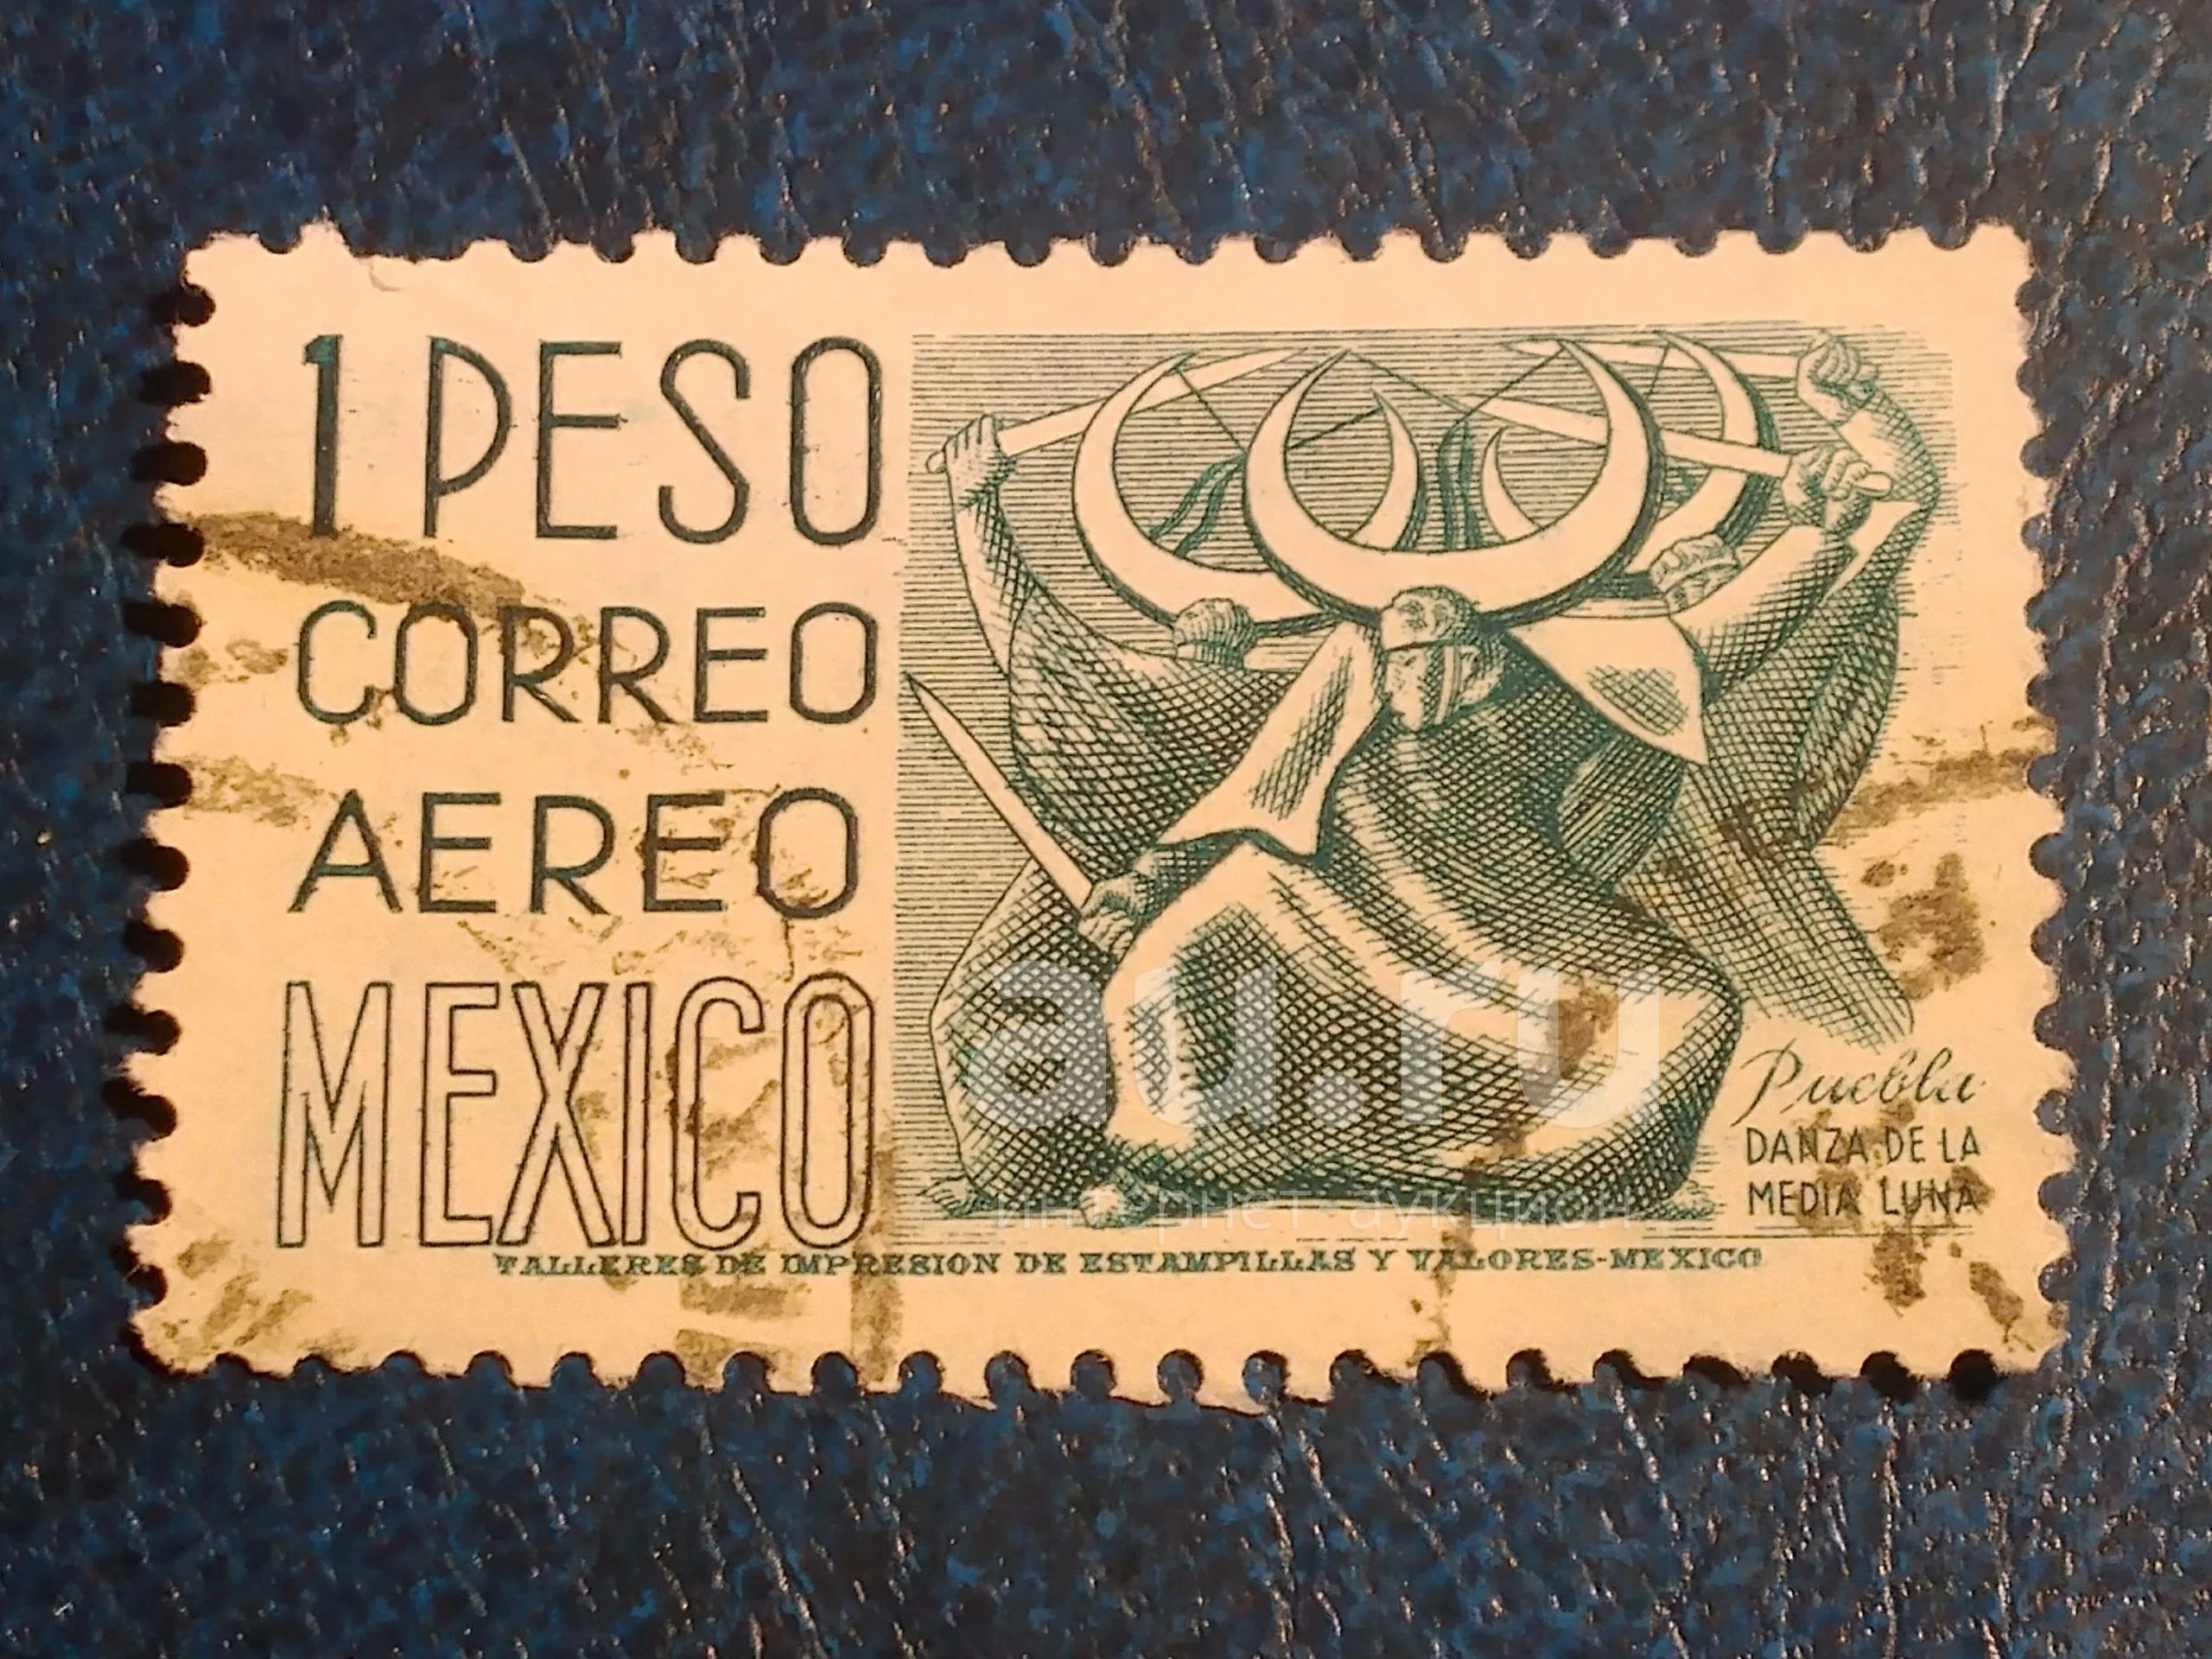 1 PESO
CORREO
AEREO
MEXICO
Puebla
DANZA DE LA
MEDIA LUNA
TALLERES DE IMPRESION DE ESTAMPILLAS Y VALORES-MEXICO
au.ru
интернет-аукцион